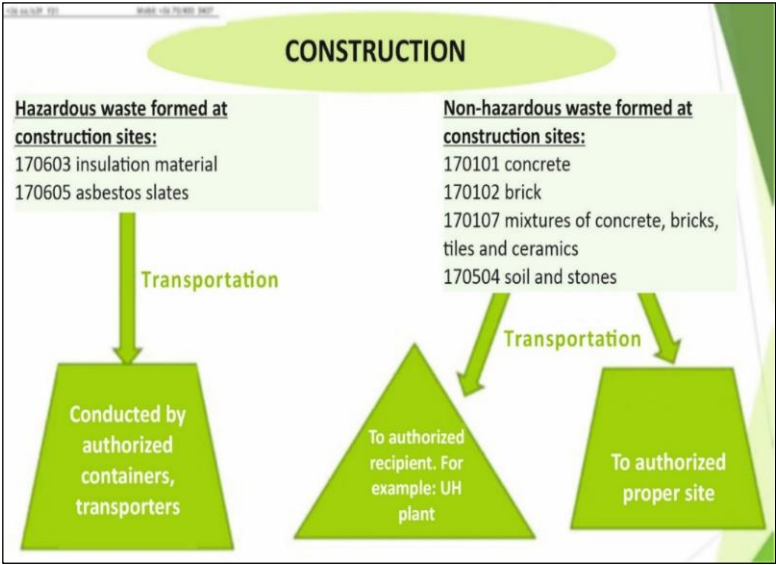 CONSTRUCTION
Hazardous waste formed at
construction sites:
170603 insulation material
170605 asbestos slates
Non-hazardous waste formed at
construction sites:
170101 concrete
170102 brick
170107 mixtures of concrete, bricks,
tiles and ceramics
170504 soil and stones
Transportation
Transportation
Conducted by
authorized
containers,
transporters
To authorized
recipient. For
example: UH
plant
To authorized
proper site